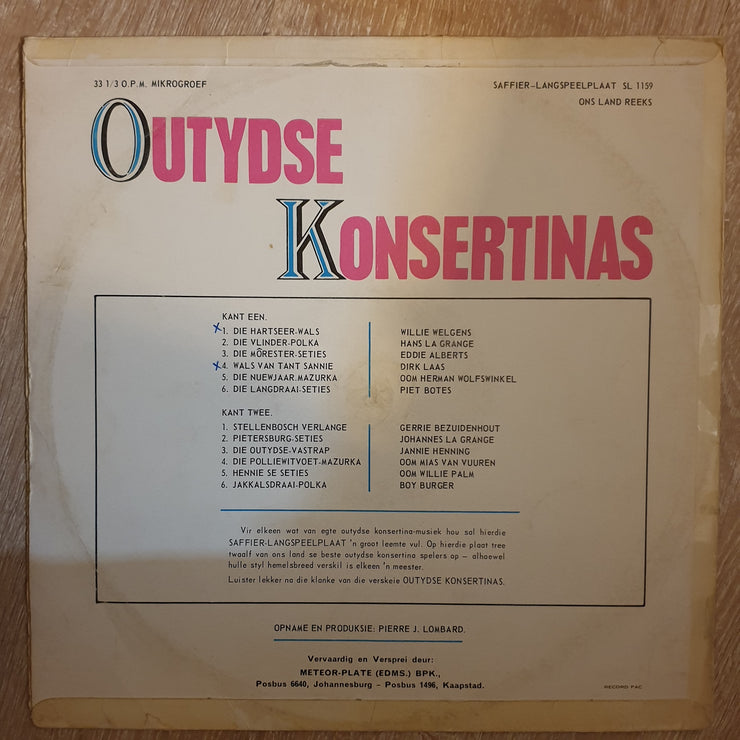 33 1/3 O.P.M. MIKROGROEF
SAFFIER-LANGSPEELPLAAT SL 1159
ONS LAND REEKS
OUTYDSE
KONSERTINAS
KANT EEN.
x1. DIE HARTSEER-WALS WILLIE WELGENS
2. DIE VLINDER-POLKA HANS LA GRANGE
3. DIE MÔRESTER-SETIES EDDIE ALBERTS
x4. WALS VAN TANT SANNIE DIRK LAAS
5. DIE NUEWJAAR.MAZURKA OOM HERMAN WOLFSWINKEL
6. DIE LANGDRAAI-SETIES PIET BOTES
KANT TWEE.
1. STELLENBOSCH VERLANGE GERRIE BEZUIDENHOUT
2. PIETERSBURG-SETIES JOHANNES LA GRANGE
3. DIE OUTYDSE-VASTRAP JANNIE HENNING
4. DIE POLLIEWITVOET-MAZURKA OOM MIAS VAN VUUREN
5. HENNIE SE SETIES OOM WILLIE PALM
6. JAKKALSDRAAI-POLKA BOY BURGER
Vir elkeen wat van egte outydse konsertina-musiek hou sal hierdie
SAFFIER-LANGSPEELPLAAT 'n groot leemte vul. Op hierdie plaat tree
twaalf van ons land se beste outydse konsertina spelers op – alhoewel
hulle styl hemelsbreed verskil is elkeen 'n meester.
Luister lekker na die klanke van die verskeie OUTYDSE KONSERTINAS.
OPNAME EN PRODUKSIE: PIERRE J. LOMBARD.
Vervaardig en Versprei deur:
METEOR-PLATE (EDMS.) BPK.,
Posbus 6640, Johannesburg – Posbus 1496, Kaapstad.
RECORD PAC